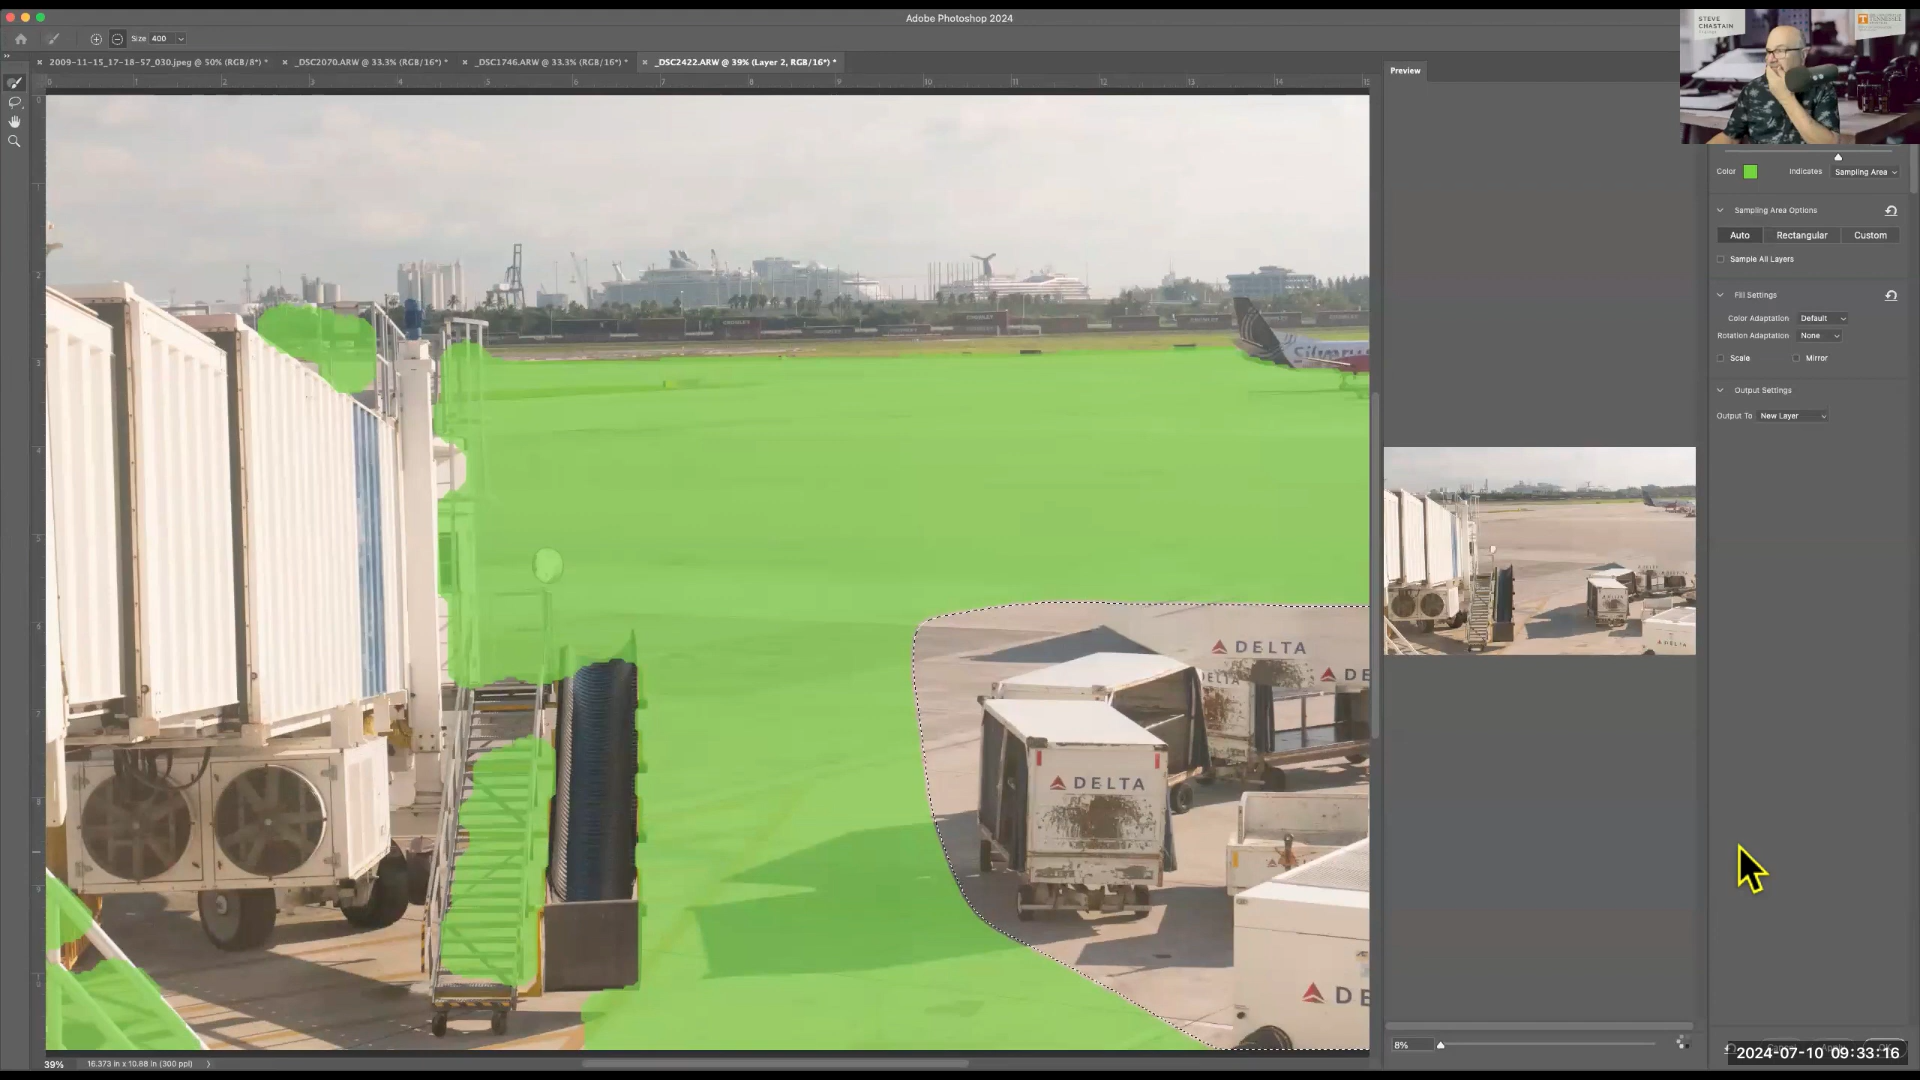 Adobe Photoshop 2024
Size 400
2009-11-15_17-18-57_030.jpeg @ 50% (RGB/8*) *
_DSC2070.ARW @ 33.3% (RGB/16*) *
_DSC1746.ARW @ 33.3% (RGB/16*) *
_DSC2422.ARW @ 39% (Layer 2, RGB/16*) *
Preview
STEVE
CHASTAIN
TENNESSEE
Color
Indicates
Sampling Area
Sampling Area Options
Auto
Rectangular
Custom
Sample All Layers
Fill Settings
Color Adaptation
Default
Rotation Adaptation
None
Scale
Mirror
Output Settings
Output To
New Layer
DELTA
DE
DELTA
DELTA
DE
DELTA
39%
16.373 in x 10.88 in (300 ppi)
8%
2024-07-10 09:33:16